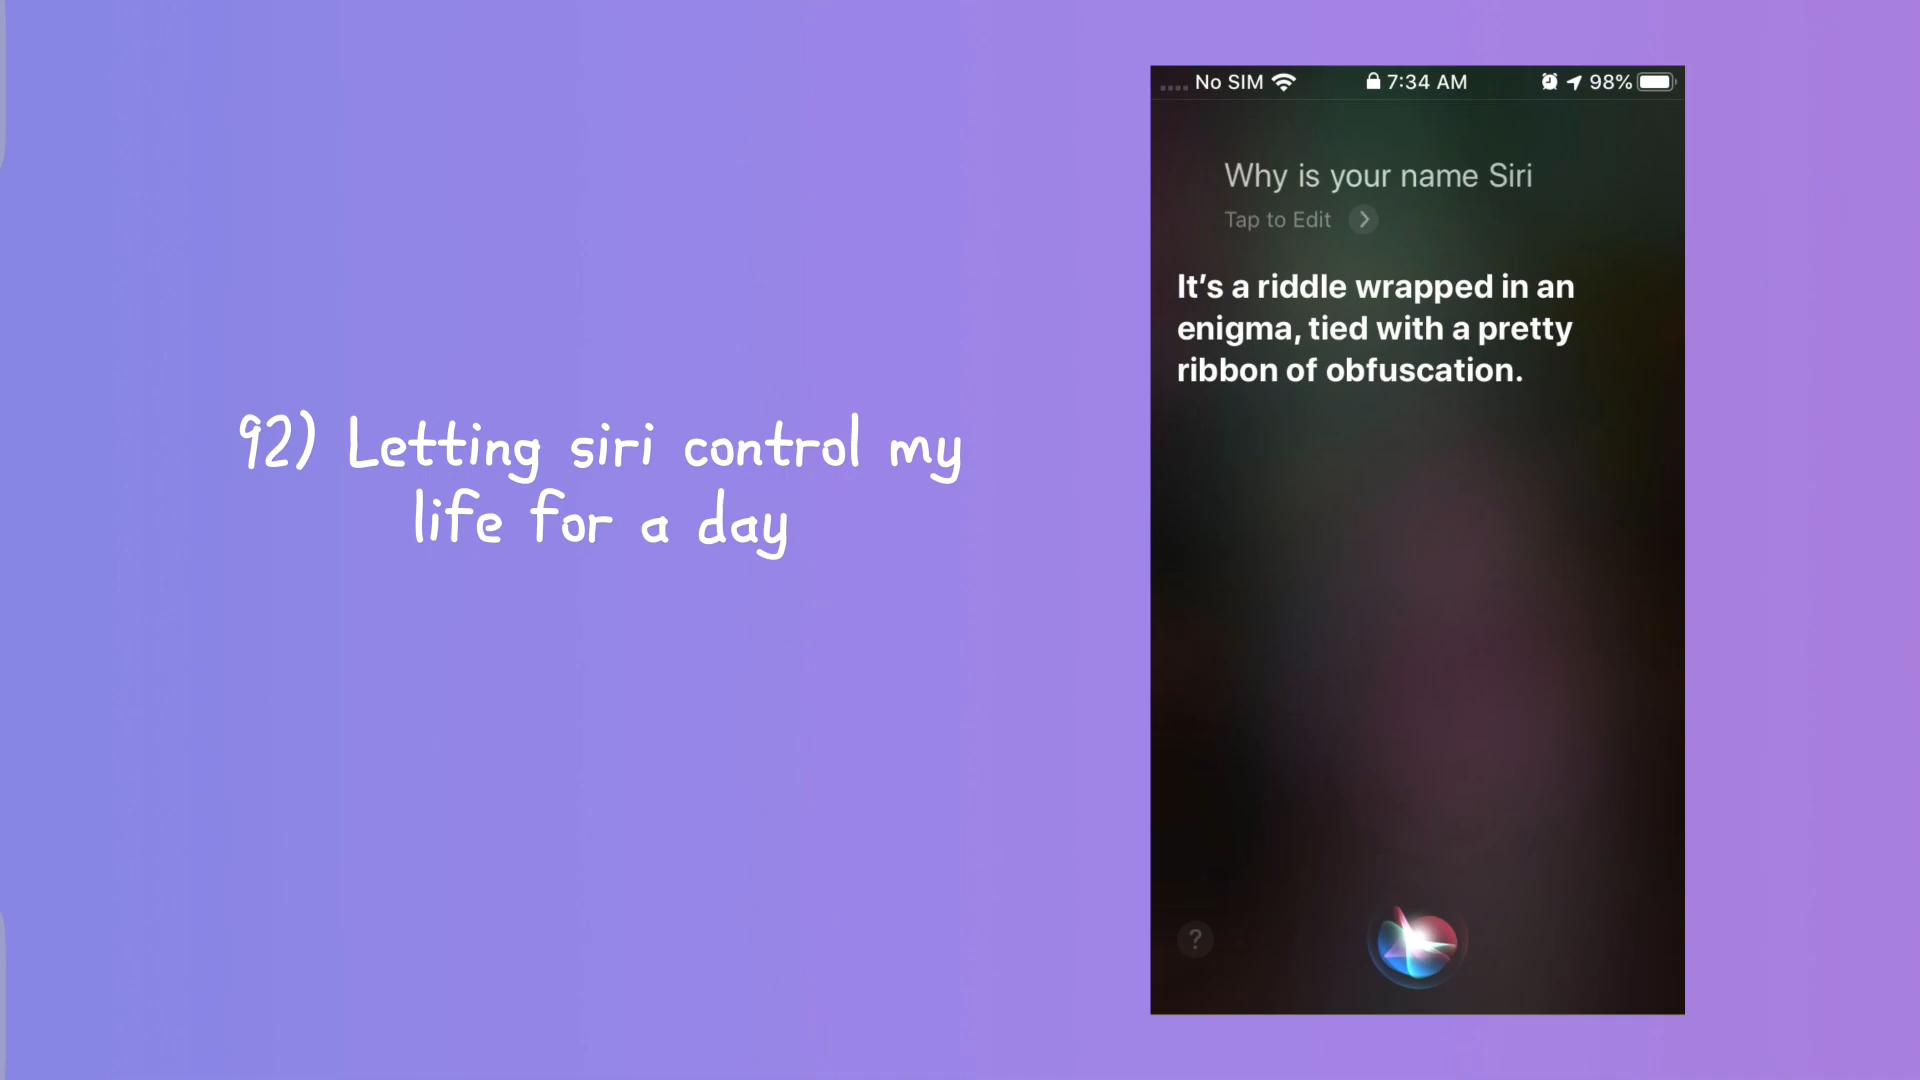 92) Letting siri control my
life for a day
No SIM 7:34 AM 98%
Why is your name Siri
Tap to Edit
It's a riddle wrapped in an
enigma, tied with a pretty
ribbon of obfuscation.
?